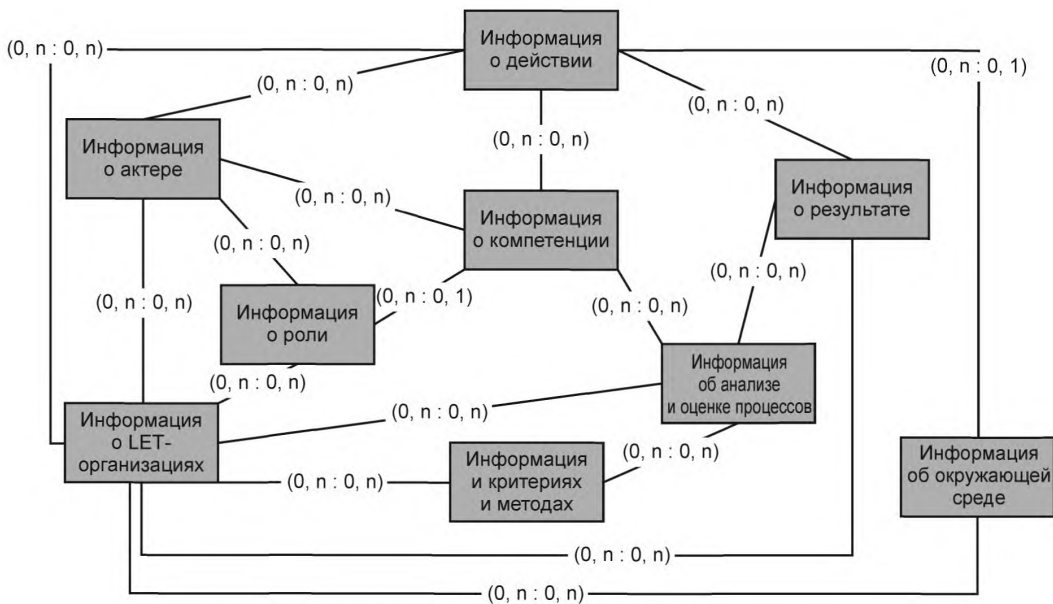 Информация
о действии
(0, n : 0, n)
(0, n : 0, 1)
(0, n : 0, n)
(0, n : 0, n)
(0, n : 0, n)
Информация
о актере
Информация
о результате
(0, n : 0, n)
Информация
о компетенции
(0, n : 0, n)
(0, n : 0, n)
(0, n : 0, n)
(0, n : 0, 1)
(0, n : 0, n)
Информация
о роли
Информация
об анализе
и оценке процессов
(0, n : 0, n)
(0, n : 0, n)
Информация
о LET-
организациях
(0, n : 0, n)
Информация
и критериях
и методах
(0, n : 0, n)
Информация
об окружающей
среде
(0, n : 0, n)
(0, n : 0, n)